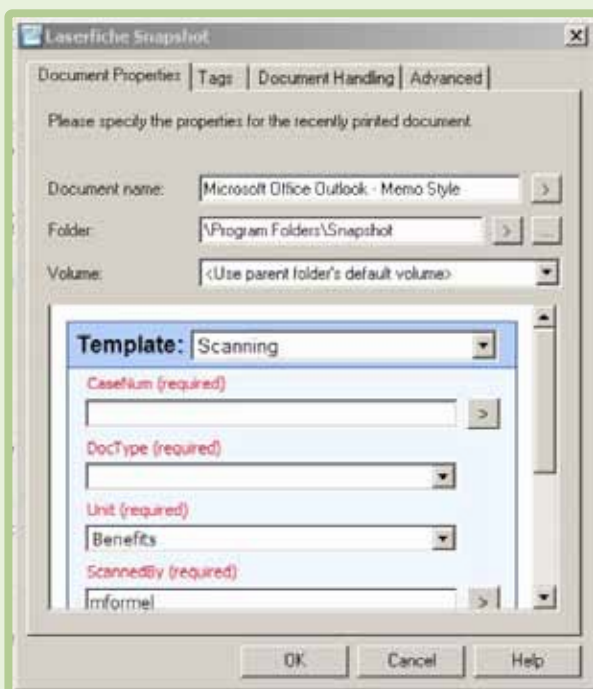 Laserfiche Snapshot
Document Properties Tags Document Handling Advanced
Please specify the properties for the recently printed document.
Document name: Microsoft Office Outlook - Memo Style >
Folder: \Program Folders\Snapshot > ...
Volume: <Use parent folder's default volume>
Template: Scanning
CaseNum (required)
>
DocType (required)
Unit (required)
Benefits
ScannedBy (required)
mformel >
OK Cancel Help